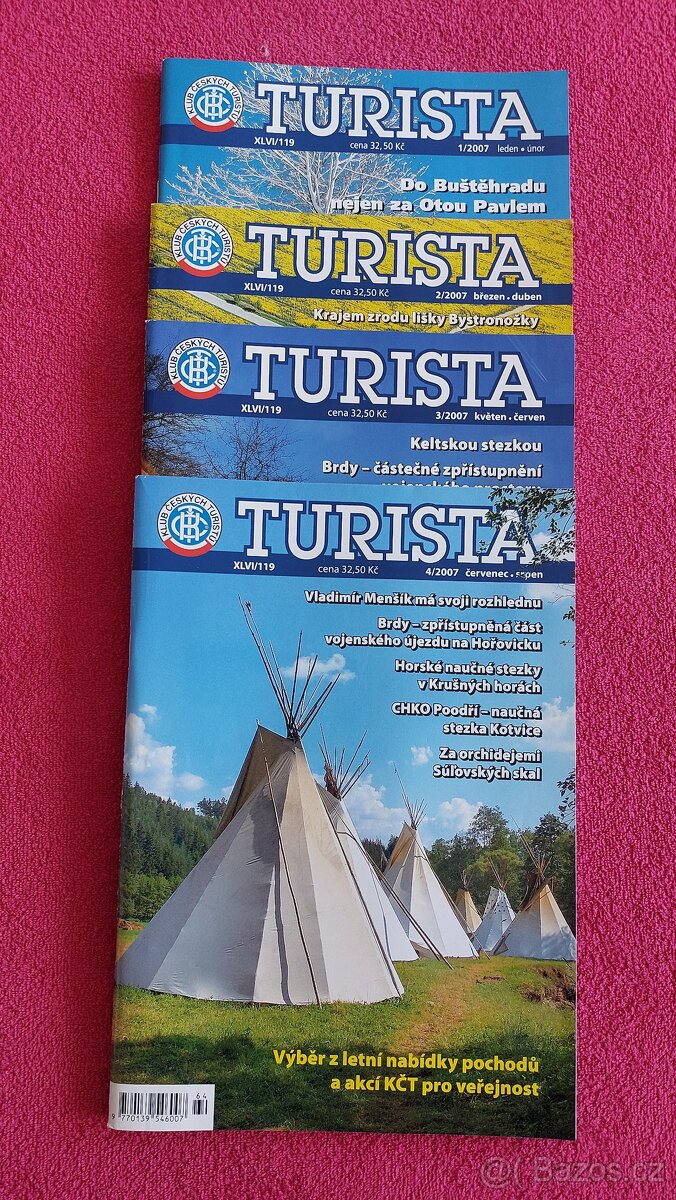 KLUB ČESKÝCH TURISTŮ
TURISTA
XLVI/119 cena 32,50 Kč 1/2007 leden • únor
Do Buštěhradu
nejen za Otou Pavlem
KLUB ČESKÝCH TURISTŮ
TURISTA
XLVI/119 cena 32,50 Kč 2/2007 březen • duben
Krajem zrodu lišky Bystronožky
KLUB ČESKÝCH TURISTŮ
TURISTA
XLVI/119 cena 32,50 Kč 3/2007 květen • červen
Keltskou stezkou
Brdy – částečné zpřístupnění
vojenského prostoru
KLUB ČESKÝCH TURISTŮ
TURISTA
XLVI/119 cena 32,50 Kč 4/2007 červenec • srpen
Vladimír Menšík má svoji rozhlednu
Brdy – zpřístupněná část
vojenského újezdu na Hořovicku
Horské naučné stezky
v Krušných horách
CHKO Poodří – naučná
stezka Kotvice
Za orchidejemi
Súľovských skal
Výběr z letní nabídky pochodů
a akcí KČT pro veřejnost
64
9 770139 546007
Bazos.cz